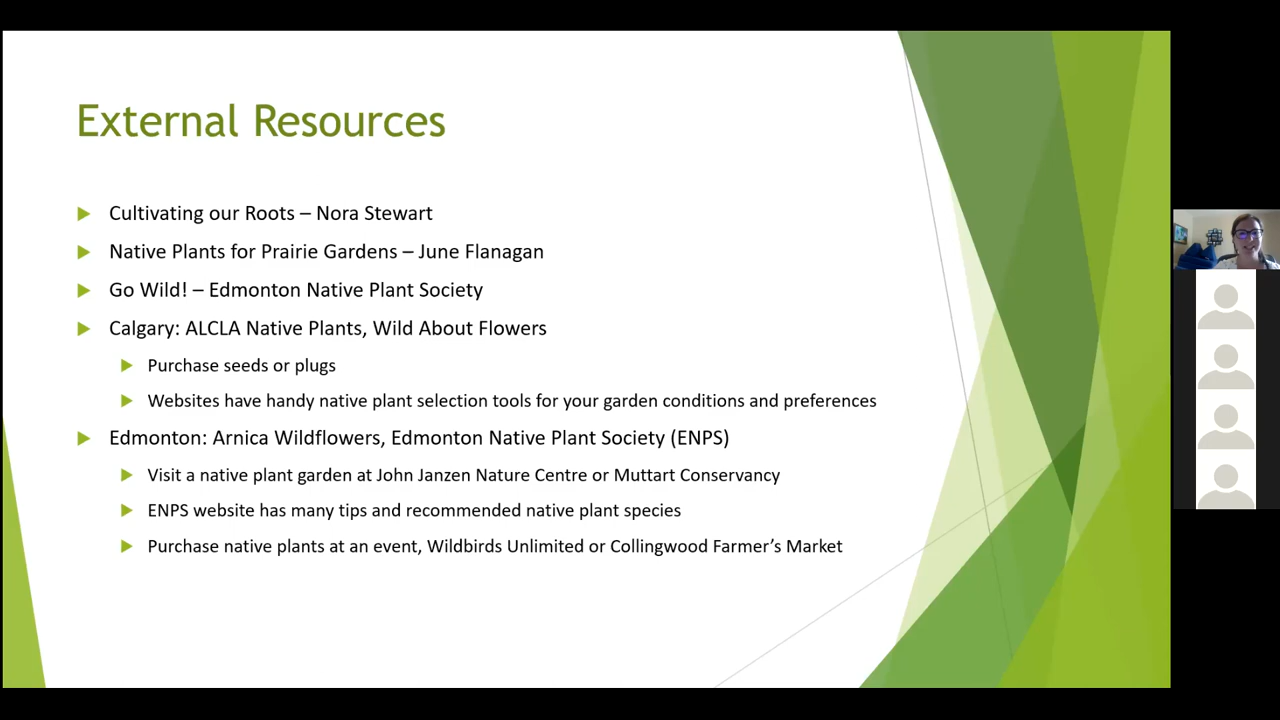 External Resources
Cultivating our Roots – Nora Stewart
Native Plants for Prairie Gardens – June Flanagan
Go Wild! – Edmonton Native Plant Society
Calgary: ALCLA Native Plants, Wild About Flowers
Purchase seeds or plugs
Websites have handy native plant selection tools for your garden conditions and preferences
Edmonton: Arnica Wildflowers, Edmonton Native Plant Society (ENPS)
Visit a native plant garden at John Janzen Nature Centre or Muttart Conservancy
ENPS website has many tips and recommended native plant species
Purchase native plants at an event, Wildbirds Unlimited or Collingwood Farmer’s Market